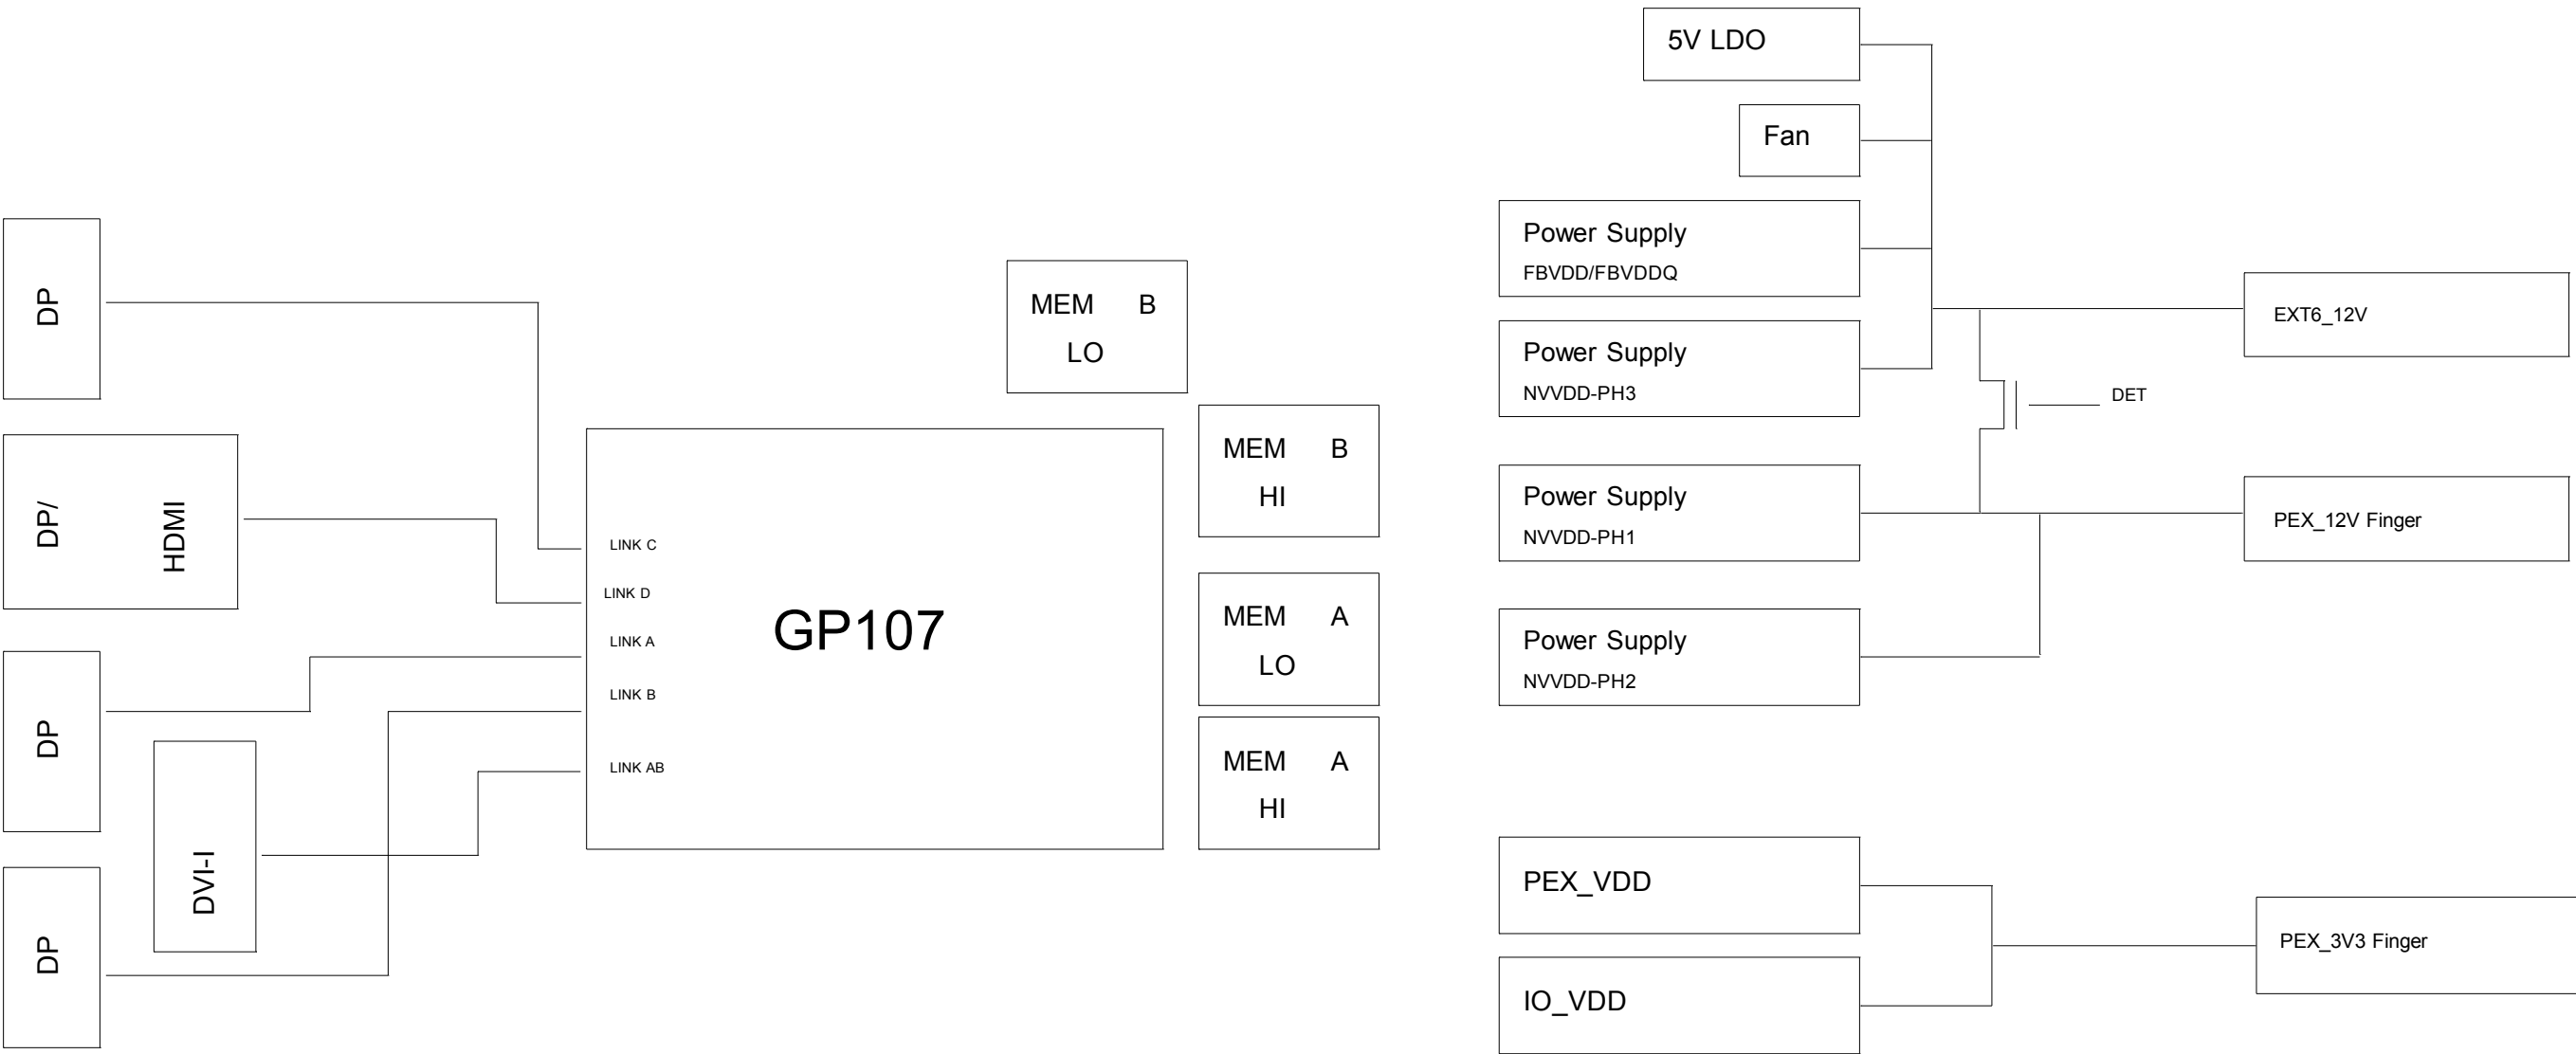 DP
DP/
HDMI
DP
DVI-I
DP
LINK C
LINK D
LINK A
LINK B
LINK AB
GP107
MEM B
LO
MEM B
HI
MEM A
LO
MEM A
HI
5V LDO
Fan
Power Supply
FBVDD/FBVDDQ
Power Supply
NVVDD-PH3
Power Supply
NVVDD-PH1
Power Supply
NVVDD-PH2
PEX_VDD
IO_VDD
EXT6_12V
DET
PEX_12V Finger
PEX_3V3 Finger